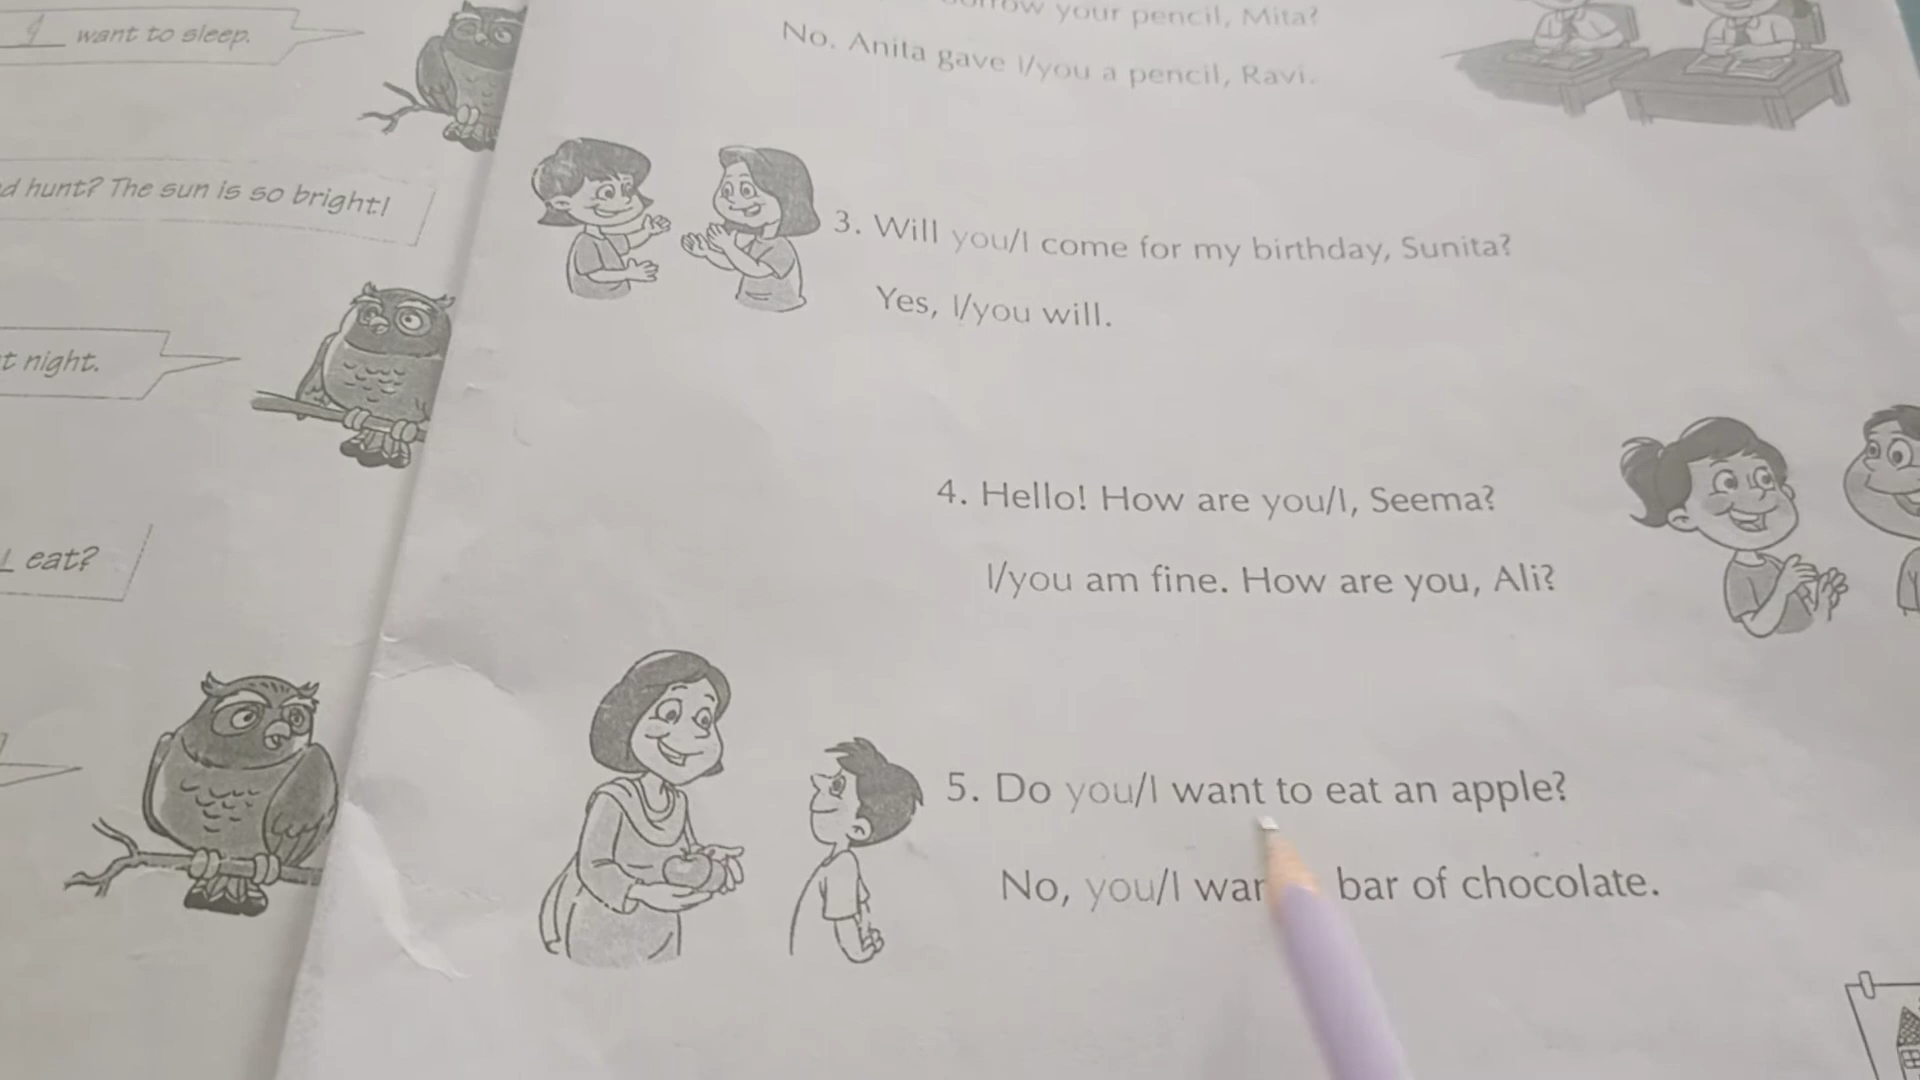 I want to sleep.
hunt? The sun is so bright!
night.
eat?
your pencil, Mita?
No. Anita gave I/you a pencil, Ravi.
3. Will you/I come for my birthday, Sunita?
Yes, I/you will.
4. Hello! How are you/I, Seema?
I/you am fine. How are you, Ali?
5. Do you/I want to eat an apple?
No, you/I bar of chocolate.